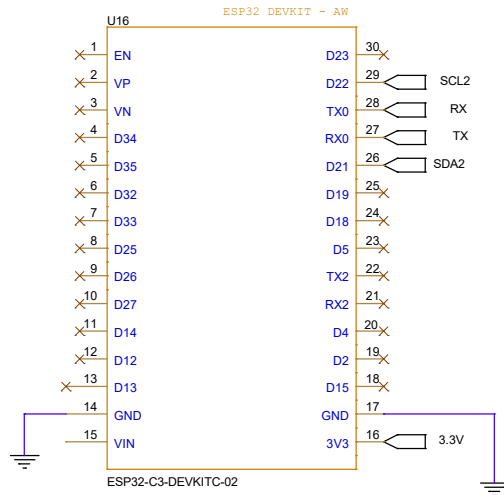 ESP32 DEVKIT - AW
U16
1 EN D23 30
2 VP D22 29 SCL2
3 VN TX0 28 RX
4 D34 RX0 27 TX
5 D35 D21 26 SDA2
6 D32 D19 25
7 D33 D18 24
8 D25 D5 23
9 D26 TX2 22
10 D27 RX2 21
11 D14 D4 20
12 D12 D2 19
13 D13 D15 18
14 GND GND 17
15 VIN 3V3 16 3.3V
ESP32-C3-DEVKITC-02